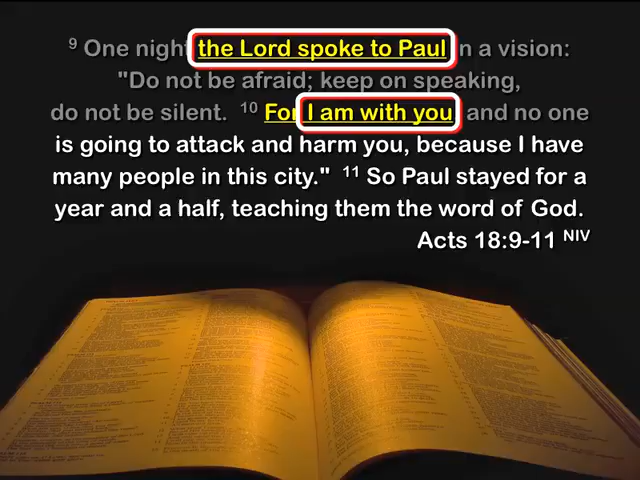 9 One night the Lord spoke to Paul in a vision:
"Do not be afraid; keep on speaking,
do not be silent. 10 For I am with you, and no one
is going to attack and harm you, because I have
many people in this city." 11 So Paul stayed for a
year and a half, teaching them the word of God.
Acts 18:9-11 NIV